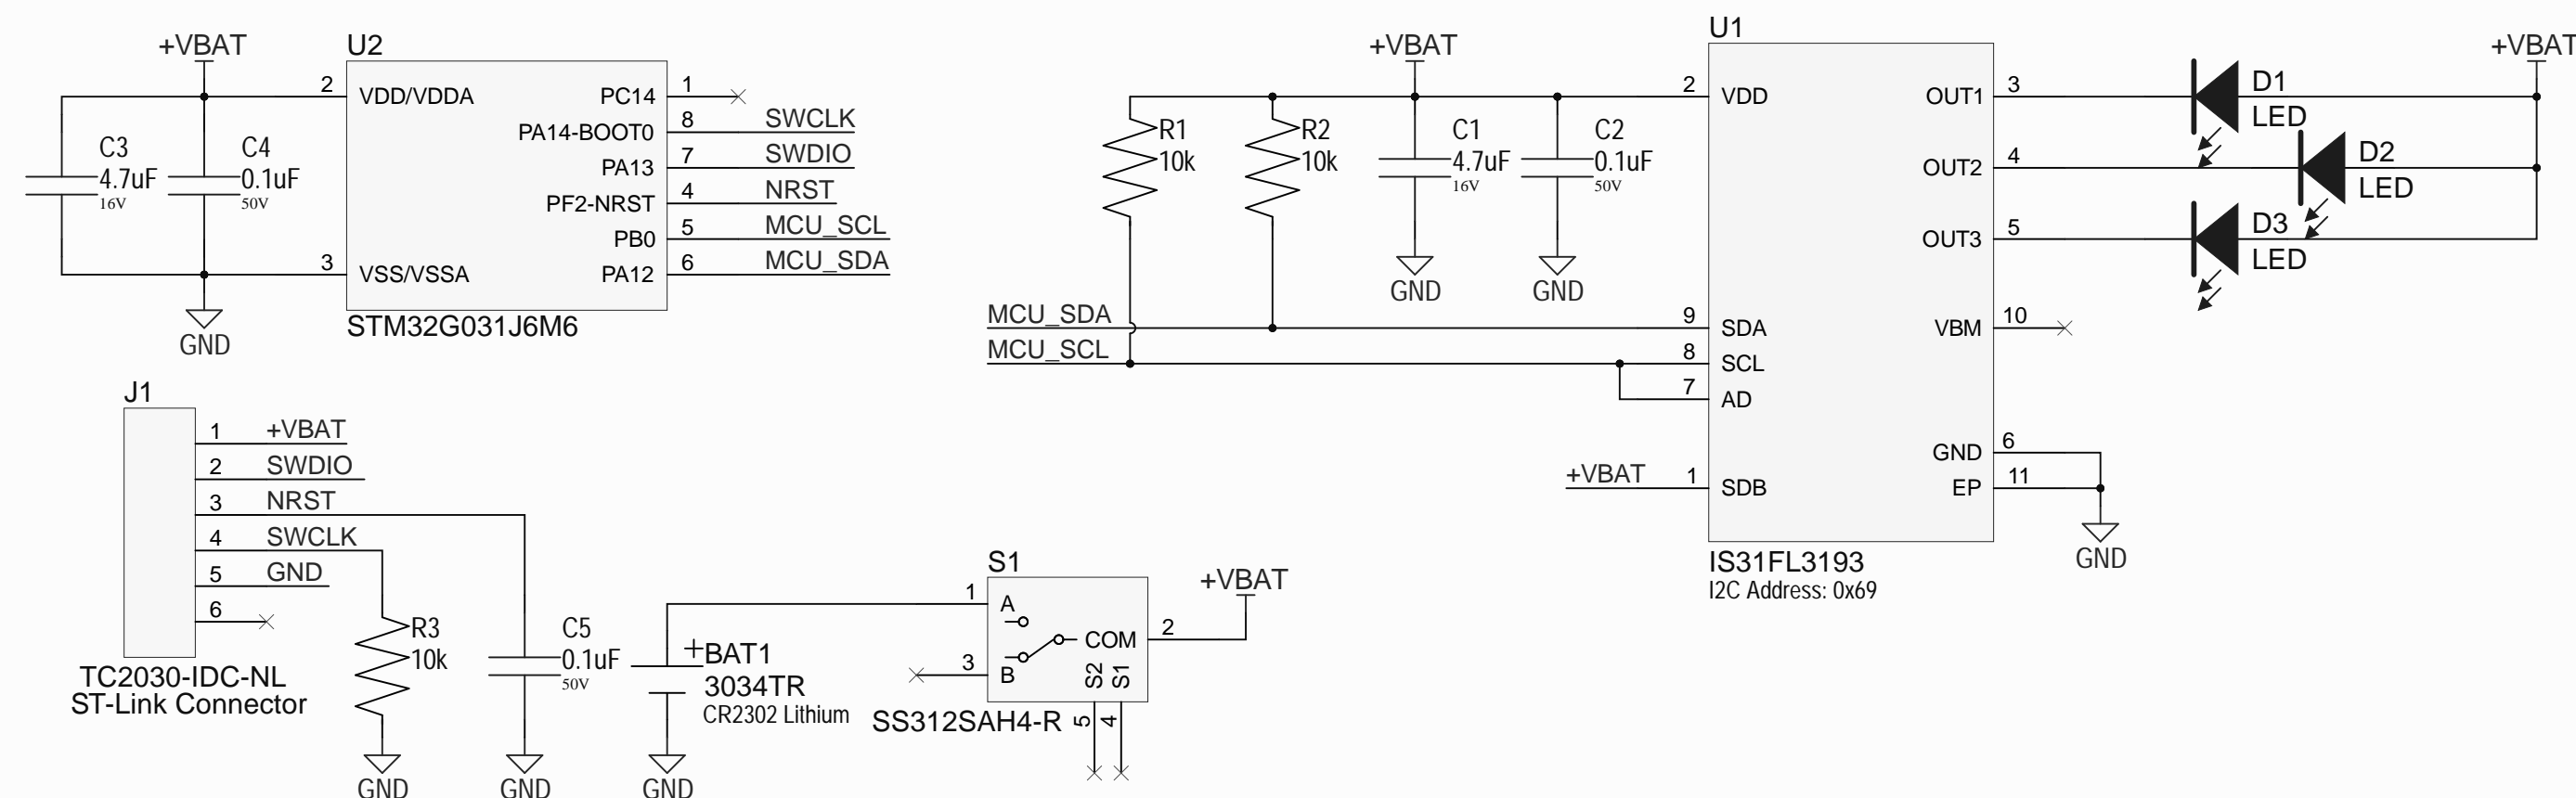 +VBAT
U2
2 VDD/VDDA
PC14 1
PA14-BOOT0 8 SWCLK
PA13 7 SWDIO
PF2-NRST 4 NRST
PB0 5 MCU_SCL
3 VSS/VSSA
PA12 6 MCU_SDA
C3
4.7uF
16V
C4
0.1uF
50V
STM32G031J6M6
GND
J1
1 +VBAT
2 SWDIO
3 NRST
4 SWCLK
5 GND
6
TC2030-IDC-NL
ST-Link Connector
R3
10k
GND
C5
0.1uF
50V
GND
+BAT1
3034TR
CR2302 Lithium
GND
S1
1 A
COM 2
3 B
S2
S1
5
4
SS312SAH4-R
+VBAT
+VBAT
R1
10k
R2
10k
C1
4.7uF
16V
C2
0.1uF
50V
GND
GND
U1
2 VDD
MCU_SDA 9 SDA
MCU_SCL 8 SCL
7 AD
+VBAT 1 SDB
OUT1 3
OUT2 4
OUT3 5
VBM 10
GND 6
EP 11
IS31FL3193
I2C Address: 0x69
GND
+VBAT
D1
LED
D2
LED
D3
LED